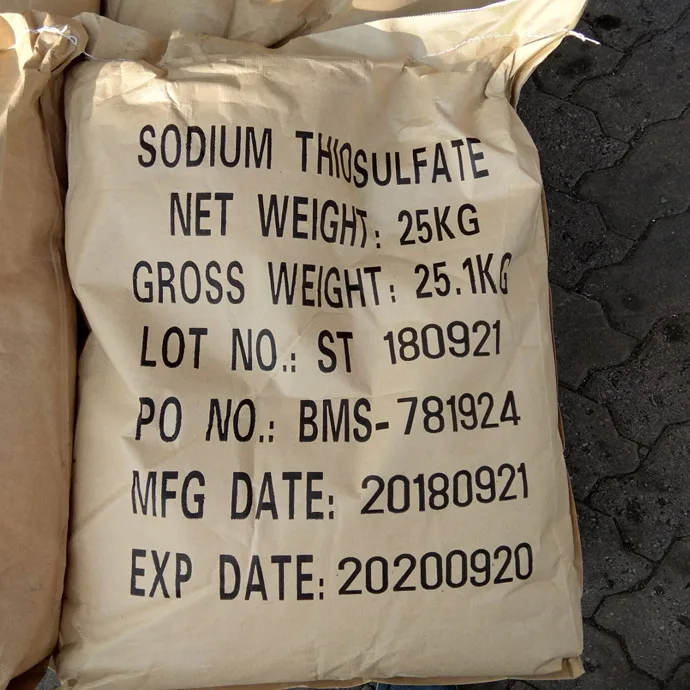 SODIUM THIOSULFATE
NET WEIGHT: 25KG
GROSS WEIGHT: 25.1KG
LOT NO.: ST 180921
PO NO.: BMS-781924
MFG DATE: 20180921
EXP DATE: 20200920